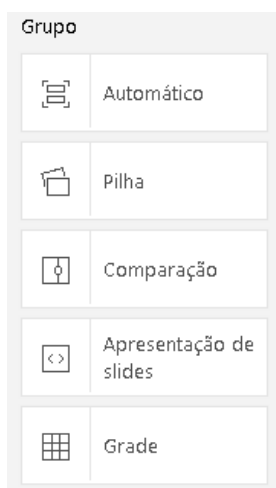 Grupo
Automático
Pilha
Comparação
Apresentação de
slides
Grade